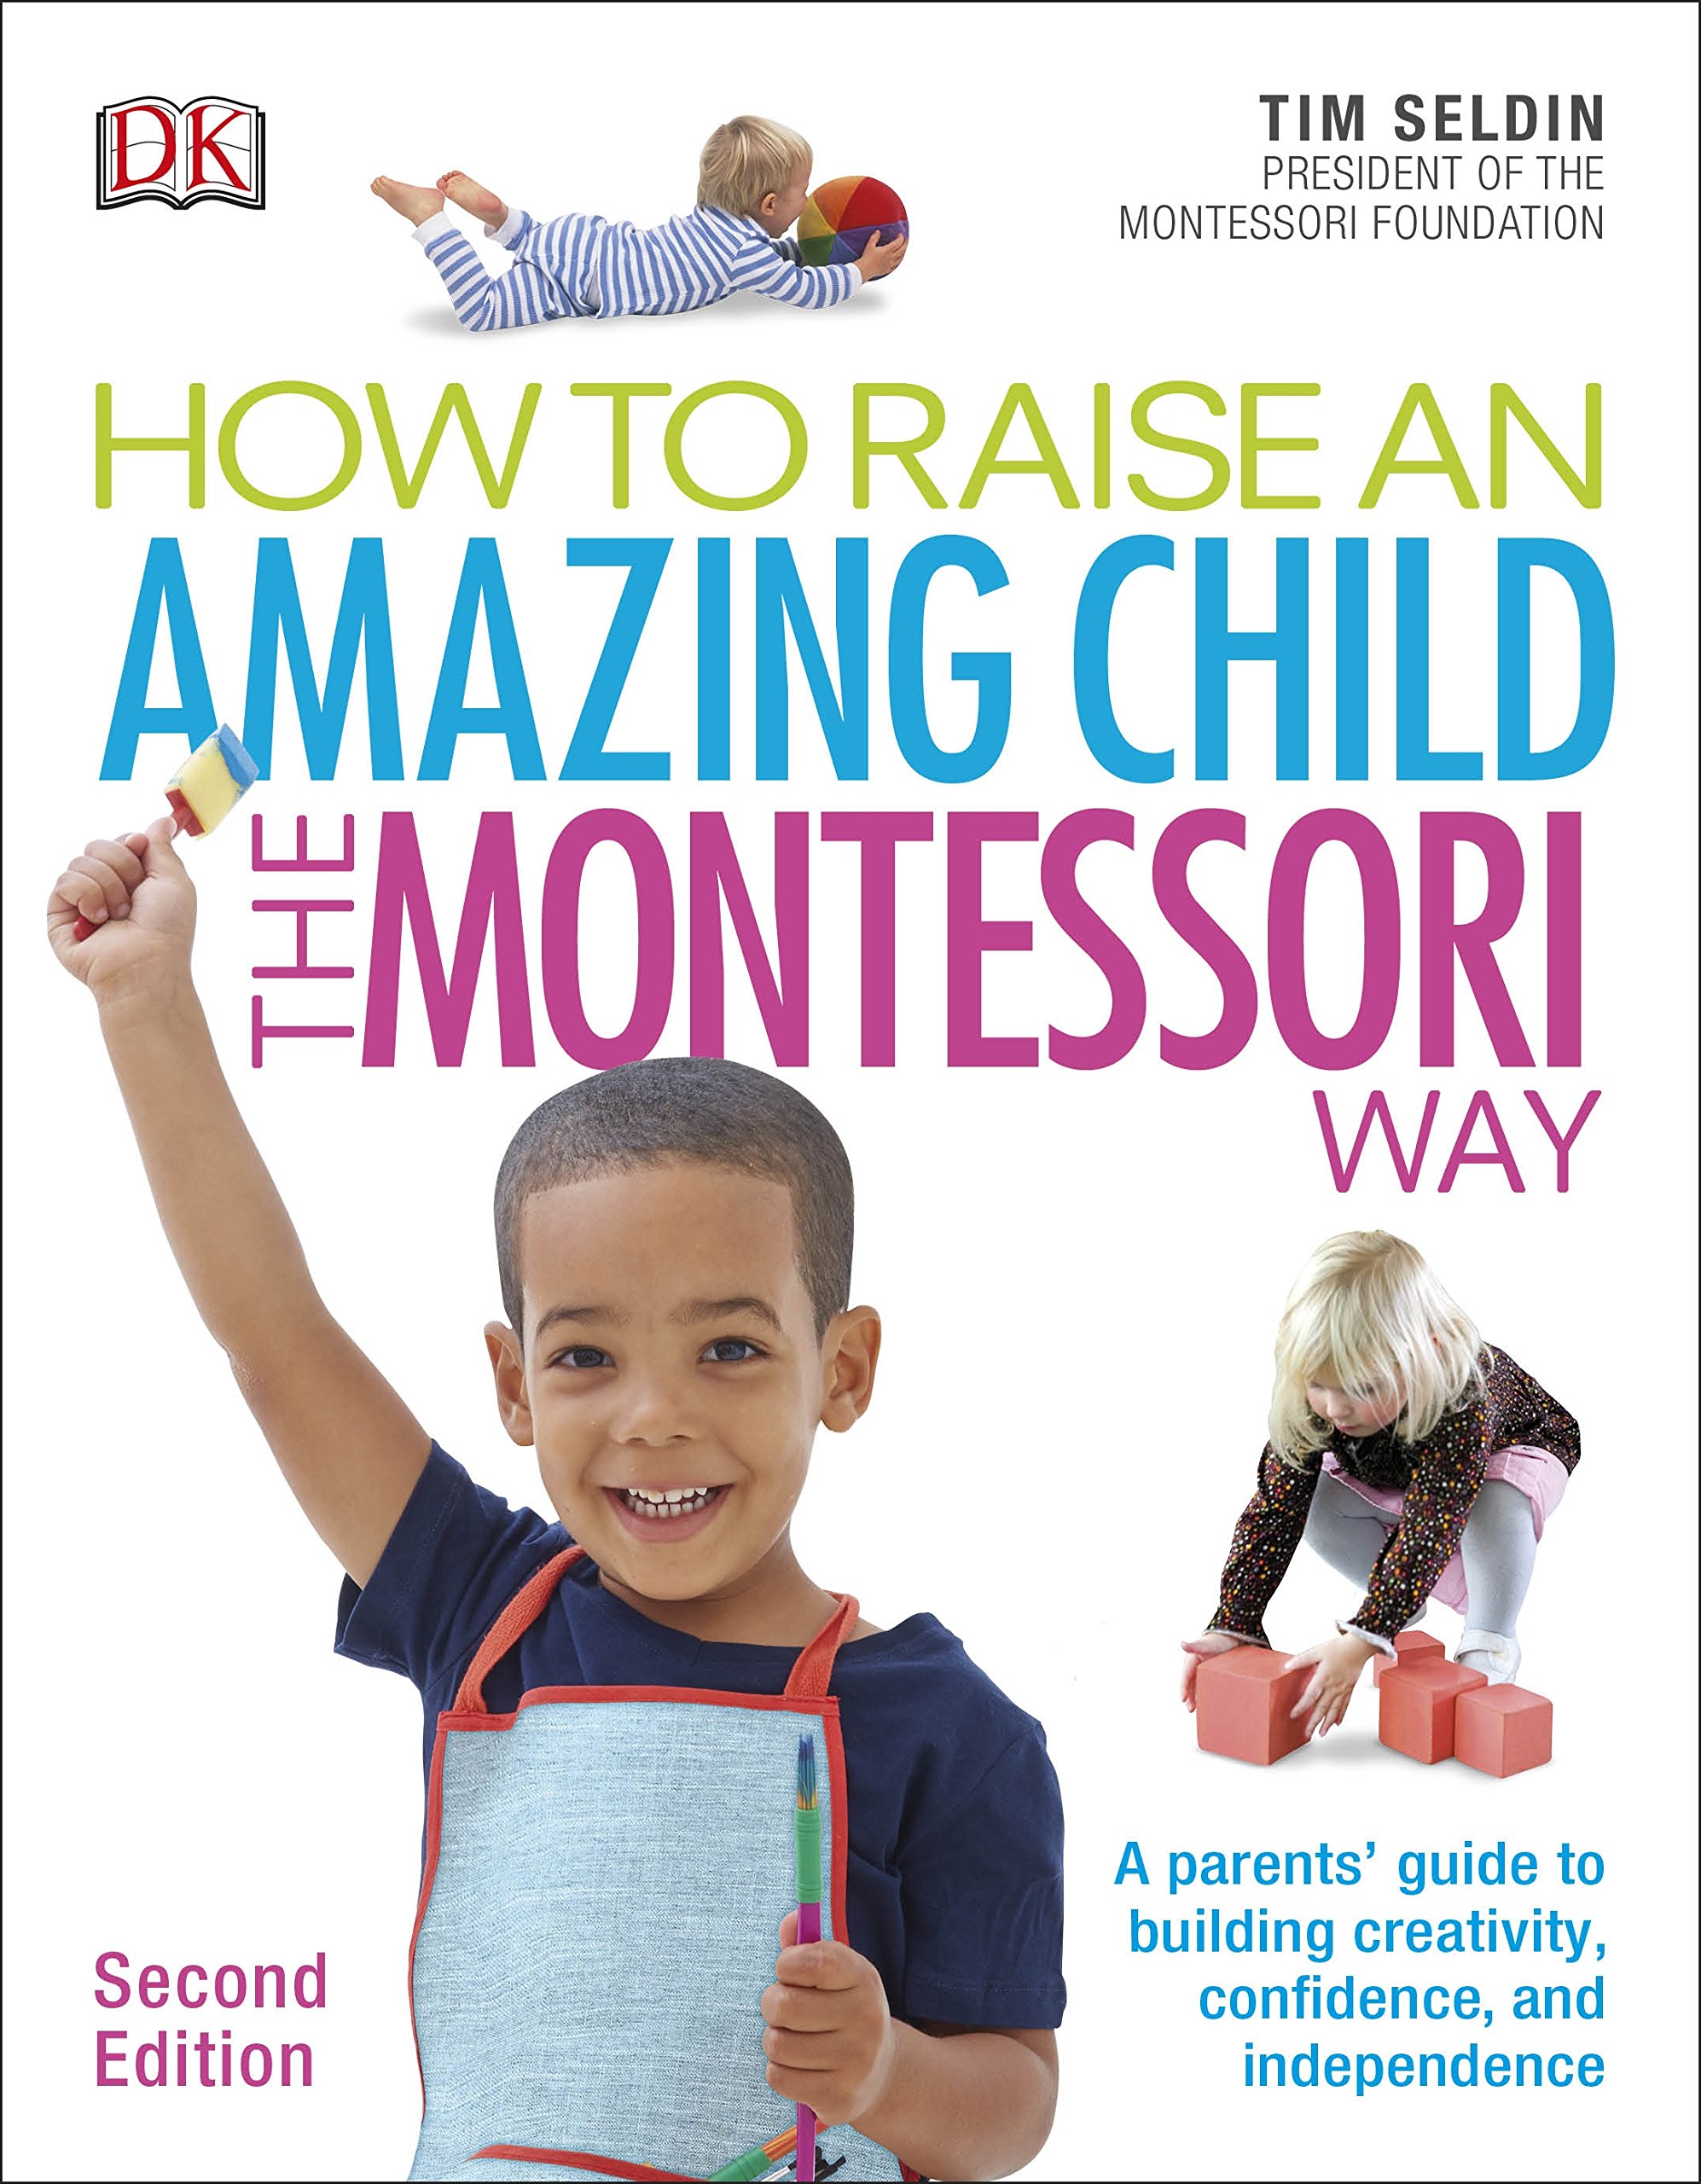 DK
TIM SELDIN
PRESIDENT OF THE
MONTESSORI FOUNDATION
HOW TO RAISE AN
AMAZING CHILD
THE MONTESSORI
WAY
A parents’ guide to
building creativity,
confidence, and
independence
Second
Edition